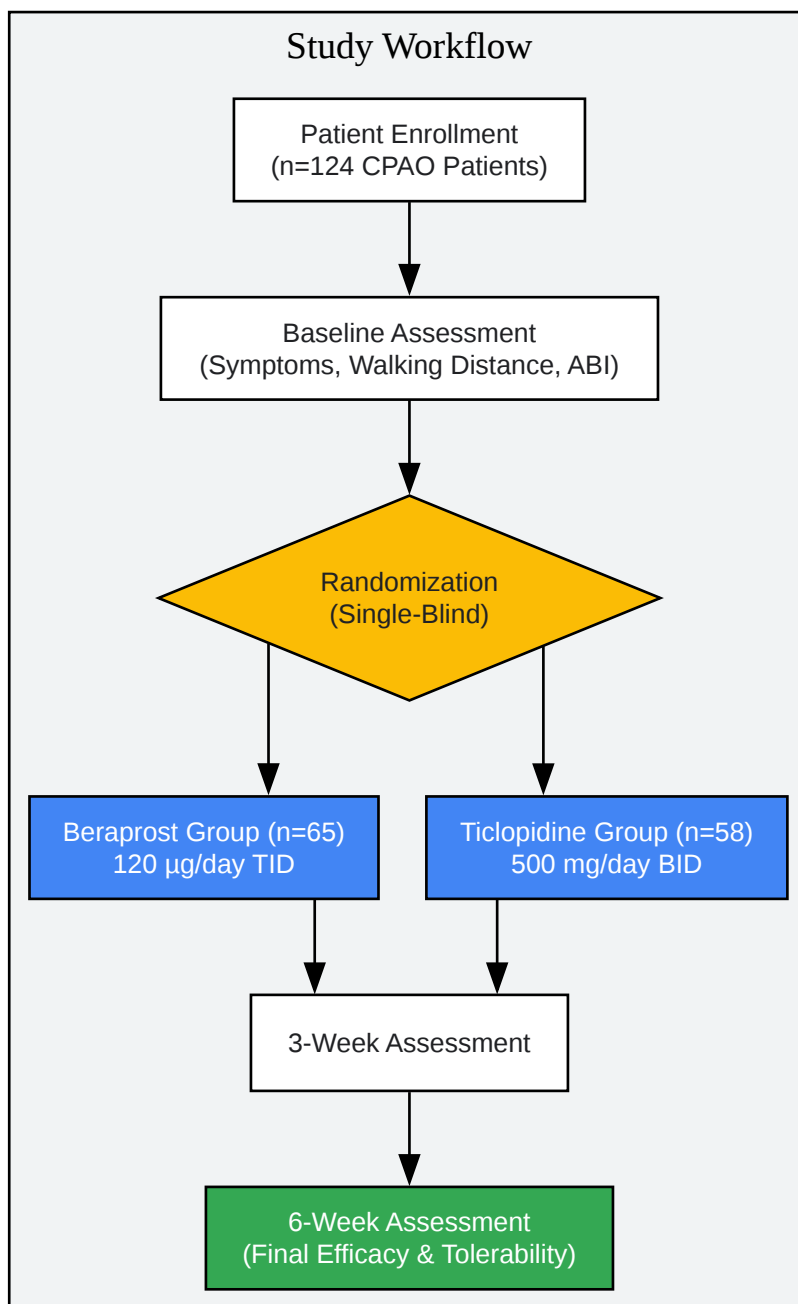 Study Workflow
Patient Enrollment
(n=124 CPAO Patients)
Baseline Assessment
(Symptoms, Walking Distance, ABI)
Randomization
(Single-Blind)
Beraprost Group (n=65)
120 µg/day TID
Ticlopidine Group (n=58)
500 mg/day BID
3-Week Assessment
6-Week Assessment
(Final Efficacy & Tolerability)